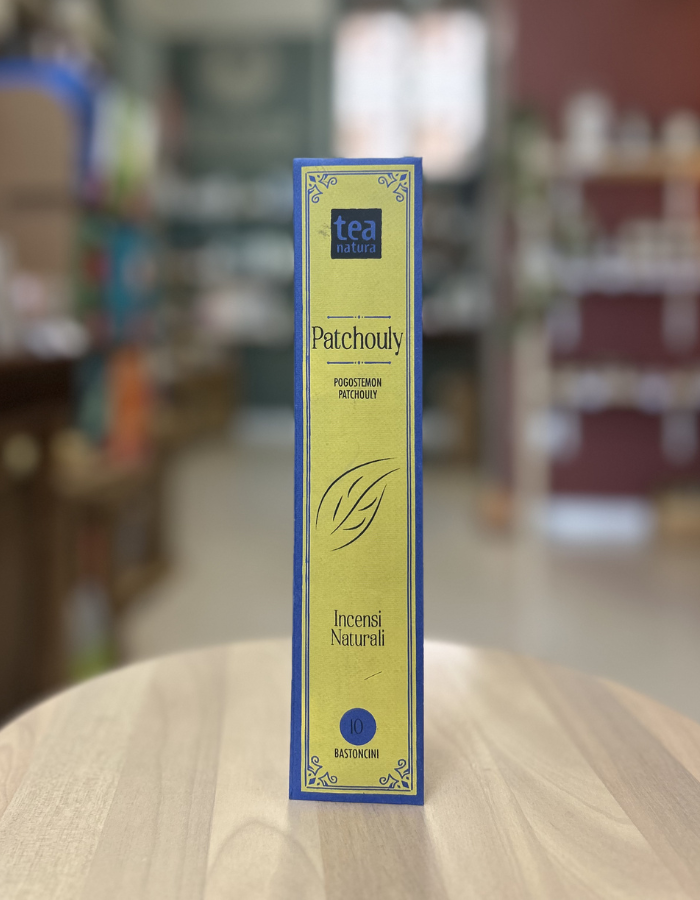 tea
natura
Patchouly
POGOSTEMON
PATCHOULY
Incensi
Naturali
10
BASTONCINI